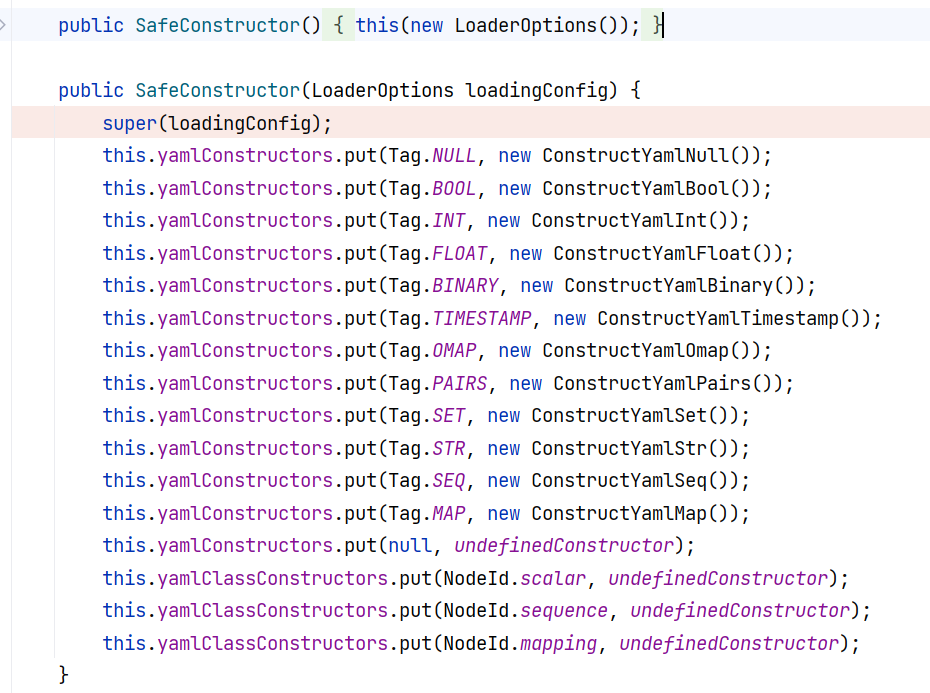 public SafeConstructor() { this(new LoaderOptions()); }
public SafeConstructor(LoaderOptions loadingConfig) {
super(loadingConfig);
this.yamlConstructors.put(Tag.NULL, new ConstructYamlNull());
this.yamlConstructors.put(Tag.BOOL, new ConstructYamlBool());
this.yamlConstructors.put(Tag.INT, new ConstructYamlInt());
this.yamlConstructors.put(Tag.FLOAT, new ConstructYamlFloat());
this.yamlConstructors.put(Tag.BINARY, new ConstructYamlBinary());
this.yamlConstructors.put(Tag.TIMESTAMP, new ConstructYamlTimestamp());
this.yamlConstructors.put(Tag.OMAP, new ConstructYamlOmap());
this.yamlConstructors.put(Tag.PAIRS, new ConstructYamlPairs());
this.yamlConstructors.put(Tag.SET, new ConstructYamlSet());
this.yamlConstructors.put(Tag.STR, new ConstructYamlStr());
this.yamlConstructors.put(Tag.SEQ, new ConstructYamlSeq());
this.yamlConstructors.put(Tag.MAP, new ConstructYamlMap());
this.yamlConstructors.put(null, undefinedConstructor);
this.yamlClassConstructors.put(NodeId.scalar, undefinedConstructor);
this.yamlClassConstructors.put(NodeId.sequence, undefinedConstructor);
this.yamlClassConstructors.put(NodeId.mapping, undefinedConstructor);
}